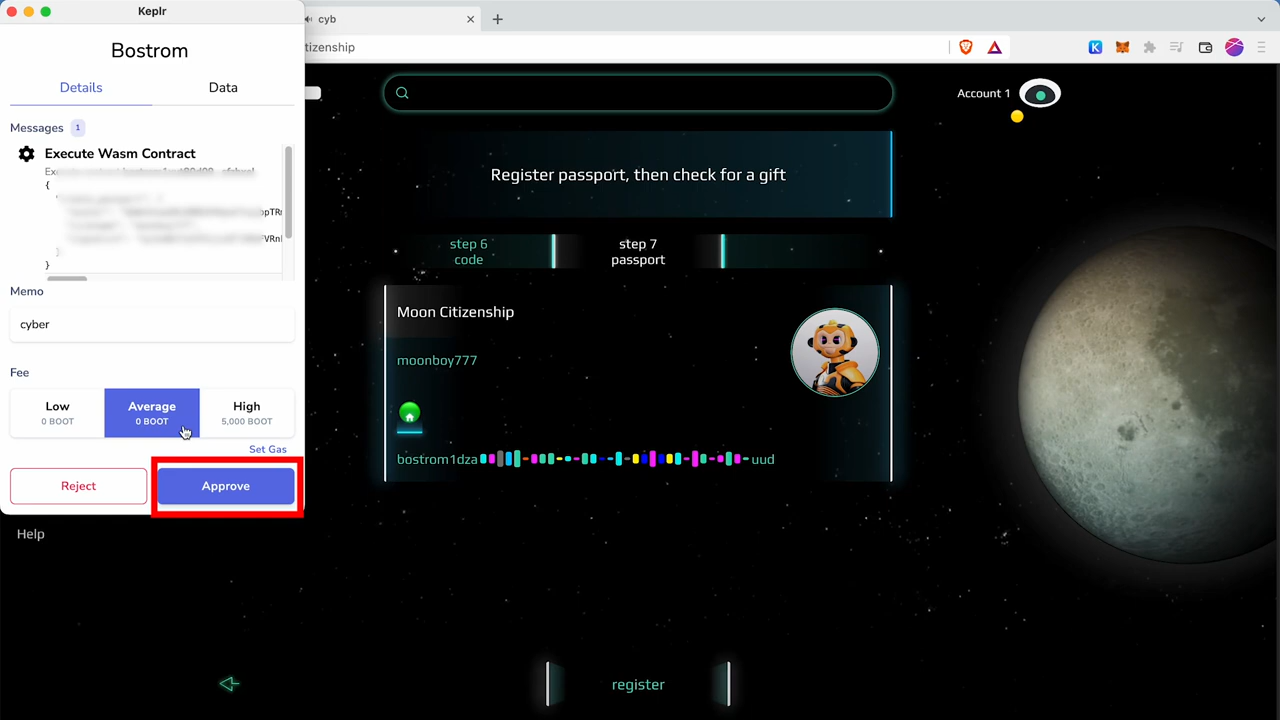 Keplr
Bostrom
Details
Data
Messages 1
Execute Wasm Contract
{
}
Memo
cyber
Fee
Low
0 BOOT
Average
0 BOOT
High
5,000 BOOT
Set Gas
Reject
Approve
Help
cyb
tizenship
Account 1
Register passport, then check for a gift
step 6
code
step 7
passport
Moon Citizenship
moonboy777
bostrom1dza
uud
register